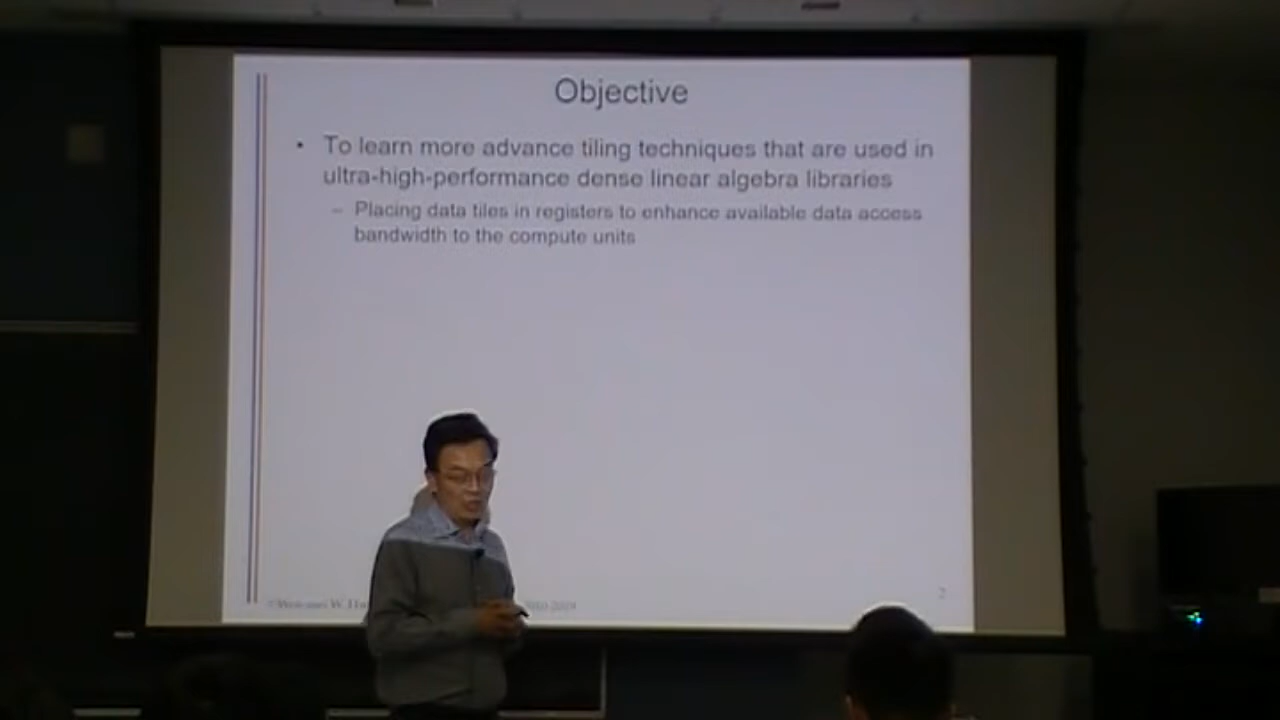 Objective
• To learn more advance tiling techniques that are used in
ultra-high-performance dense linear algebra libraries
– Placing data tiles in registers to enhance available data access
bandwidth to the compute units
2